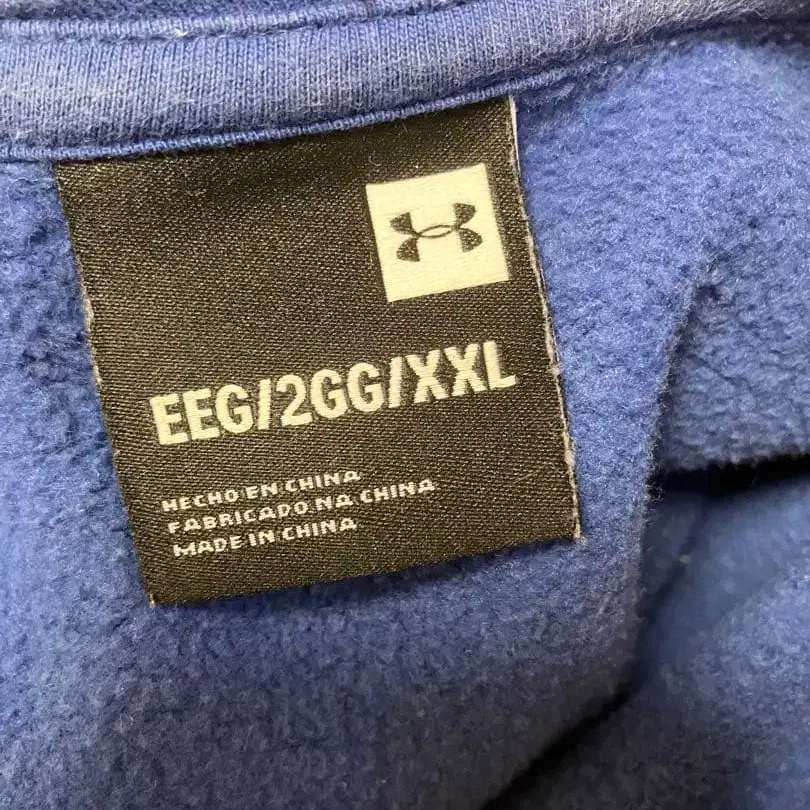 EEG/2GG/XXL
HECHO EN CHINA
FABRICADO NA CHINA
MADE IN CHINA